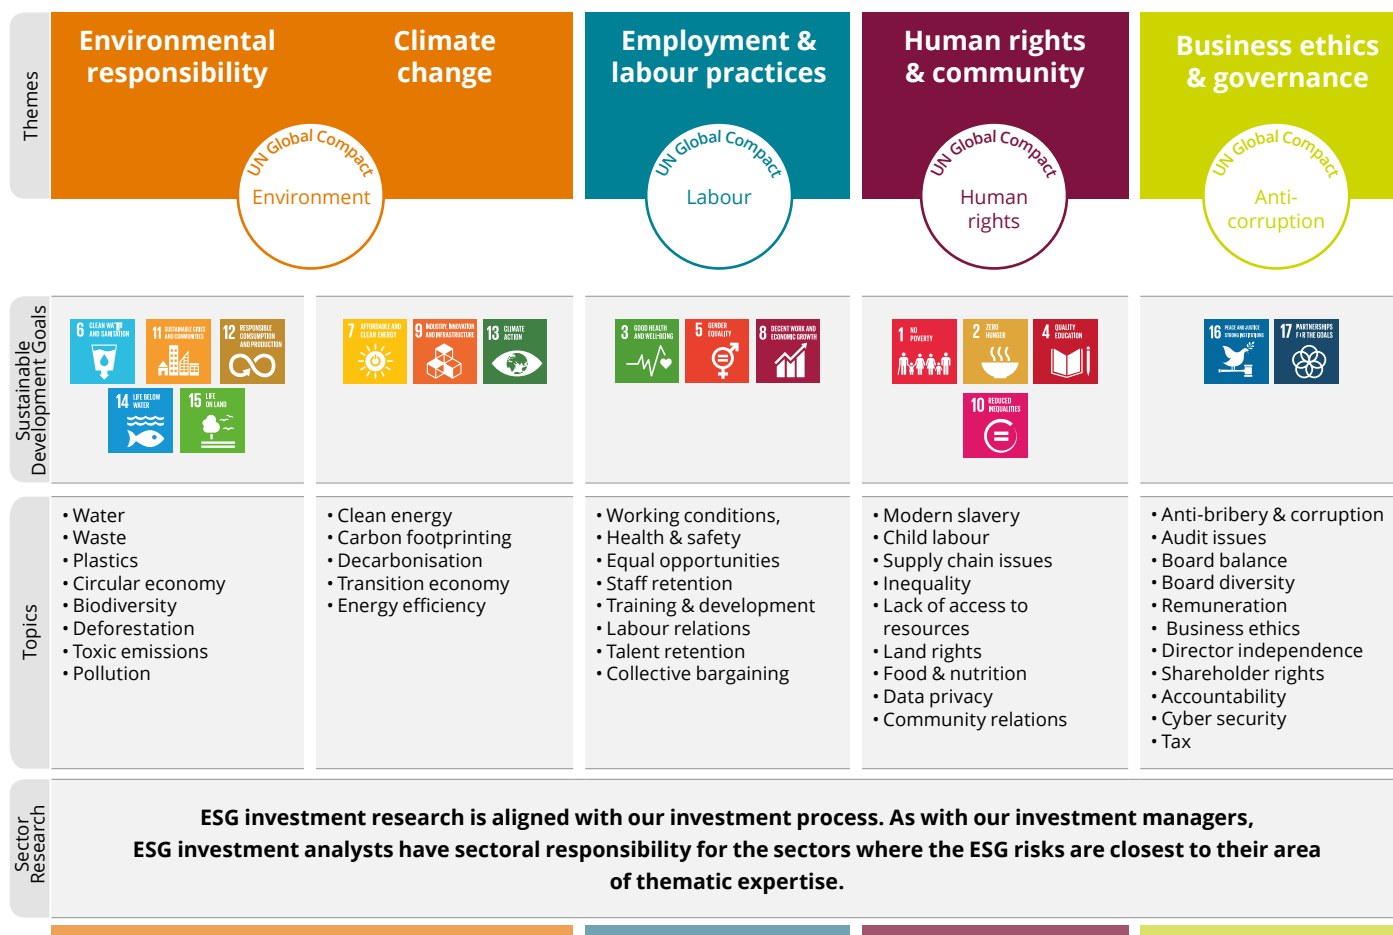 Themes
Environmental
responsibility
Climate
change
UN Global Compact
Environment
Employment &
labour practices
UN Global Compact
Labour
Human rights
& community
UN Global Compact
Human
rights
Business ethics
& governance
UN Global Compact
Anti-
corruption
Sustainable
Development Goals
6 CLEAN WATER
AND SANITATION
11 SUSTAINABLE CITIES
AND COMMUNITIES
12 RESPONSIBLE
CONSUMPTION
AND PRODUCTION
14 LIFE BELOW
WATER
15 LIFE
ON LAND
7 AFFORDABLE AND
CLEAN ENERGY
9 INDUSTRY, INNOVATION
AND INFRASTRUCTURE
13 CLIMATE
ACTION
3 GOOD HEALTH
AND WELL-BEING
5 GENDER
EQUALITY
8 DECENT WORK AND
ECONOMIC GROWTH
1 NO
POVERTY
2 ZERO
HUNGER
4 QUALITY
EDUCATION
10 REDUCED
INEQUALITIES
16 PEACE AND JUSTICE
STRONG INSTITUTIONS
17 PARTNERSHIPS
FOR THE GOALS
Topics
• Water
• Waste
• Plastics
• Circular economy
• Biodiversity
• Deforestation
• Toxic emissions
• Pollution
• Clean energy
• Carbon footprinting
• Decarbonisation
• Transition economy
• Energy efficiency
• Working conditions,
• Health & safety
• Equal opportunities
• Staff retention
• Training & development
• Labour relations
• Talent retention
• Collective bargaining
• Modern slavery
• Child labour
• Supply chain issues
• Inequality
• Lack of access to
resources
• Land rights
• Food & nutrition
• Data privacy
• Community relations
• Anti-bribery & corruption
• Audit issues
• Board balance
• Board diversity
• Remuneration
• Business ethics
• Director independence
• Shareholder rights
• Accountability
• Cyber security
• Tax
Sector
Research
ESG investment research is aligned with our investment process. As with our investment managers,
ESG investment analysts have sectoral responsibility for the sectors where the ESG risks are closest to their area
of thematic expertise.